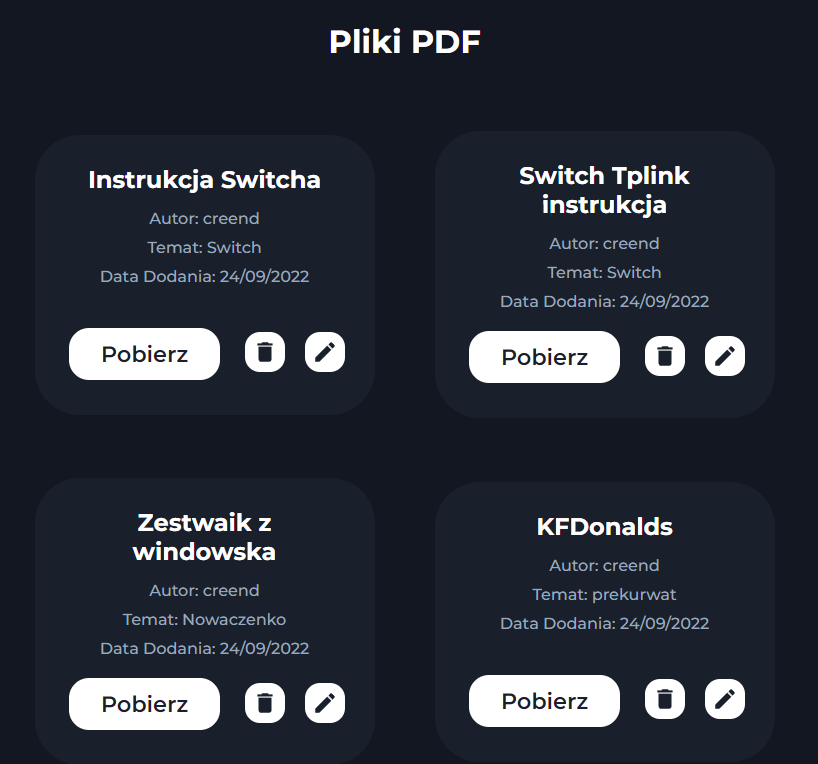 Pliki PDF
Instrukcja Switcha
Autor: creend
Temat: Switch
Data Dodania: 24/09/2022
Pobierz
Switch Tplink
instrukcja
Autor: creend
Temat: Switch
Data Dodania: 24/09/2022
Pobierz
Zestwaik z
windowska
Autor: creend
Temat: Nowaczenko
Data Dodania: 24/09/2022
Pobierz
KFDonalds
Autor: creend
Temat: prekurwat
Data Dodania: 24/09/2022
Pobierz